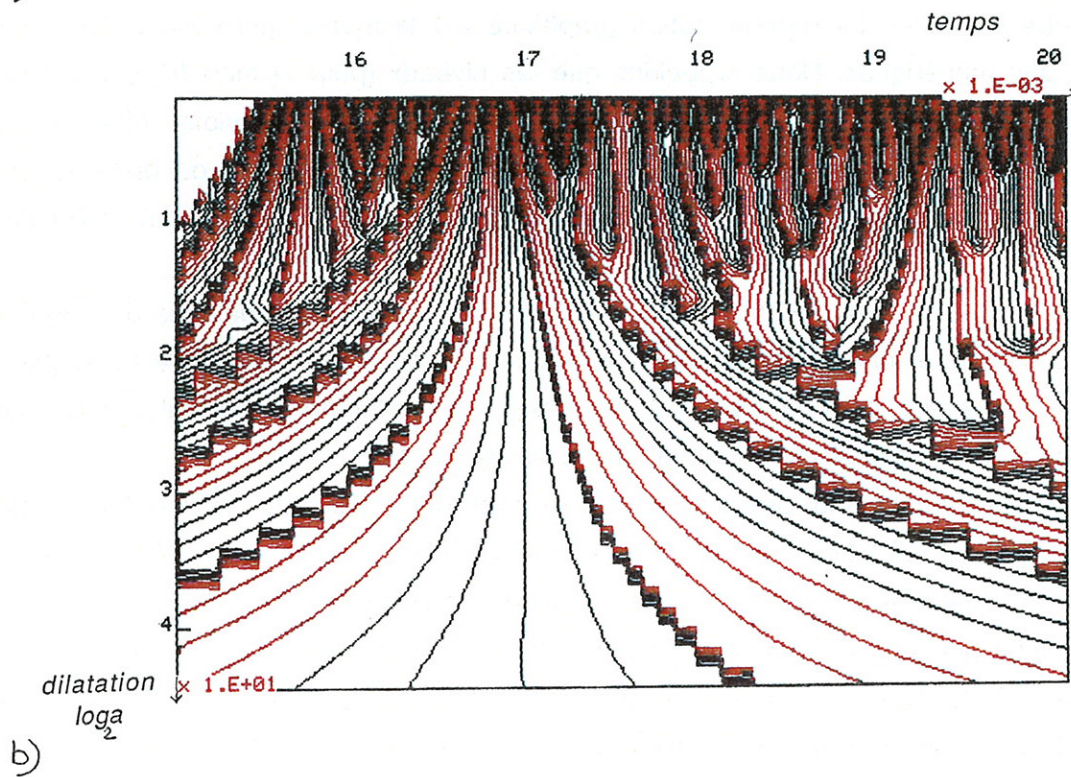 temps
16 17 18 19 20
× 1.E-03
1
2
3
4
dilatation × 1.E+01
log₂a
b)